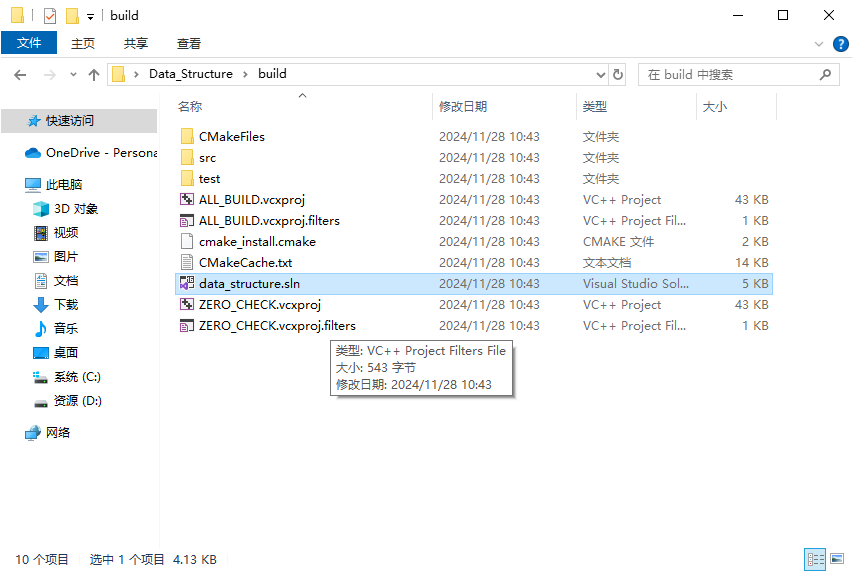 build
文件 主页 共享 查看
Data_Structure build 在 build 中搜索
名称 修改日期 类型 大小
快速访问
OneDrive - Persona
此电脑
3D 对象
视频
图片
文档
下载
音乐
桌面
系统 (C:)
资源 (D:)
网络
CMakeFiles 2024/11/28 10:43 文件夹
src 2024/11/28 10:43 文件夹
test 2024/11/28 10:43 文件夹
ALL_BUILD.vcxproj 2024/11/28 10:43 VC++ Project 43 KB
ALL_BUILD.vcxproj.filters 2024/11/28 10:43 VC++ Project Fil... 1 KB
cmake_install.cmake 2024/11/28 10:43 CMAKE 文件 2 KB
CMakeCache.txt 2024/11/28 10:43 文本文档 14 KB
data_structure.sln 2024/11/28 10:43 Visual Studio Sol... 5 KB
ZERO_CHECK.vcxproj 2024/11/28 10:43 VC++ Project 43 KB
ZERO_CHECK.vcxproj.filters 2024/11/28 10:43 VC++ Project Fil... 1 KB
类型: VC++ Project Filters File
大小: 543 字节
修改日期: 2024/11/28 10:43
10 个项目 选中 1 个项目 4.13 KB